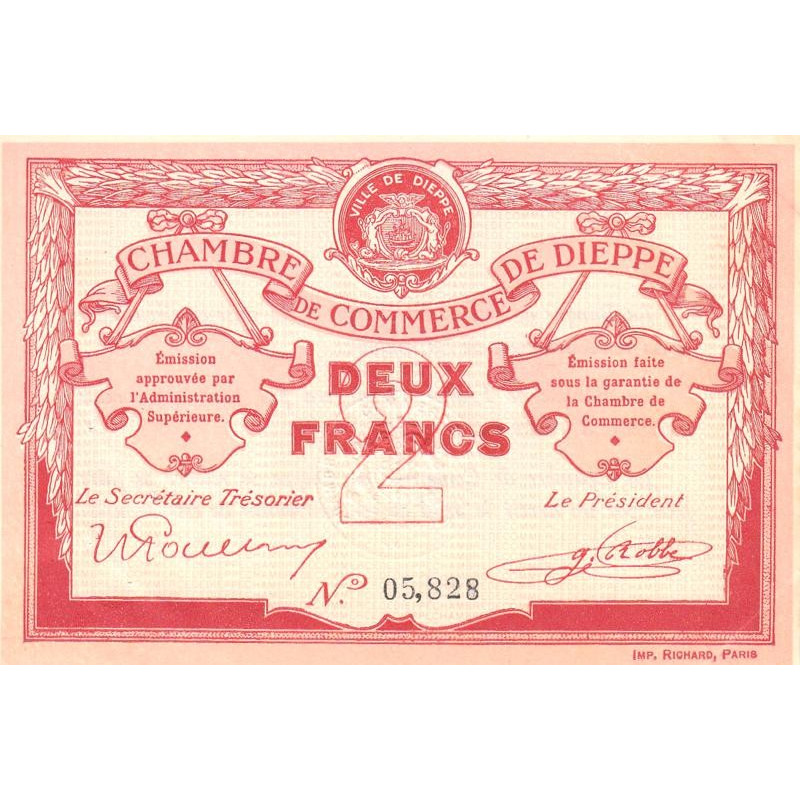 VILLE DE DIEPPE
CHAMBRE DE COMMERCE DE DIEPPE
Émission
approuvée par
l'Administration
Supérieure.
DEUX
FRANCS
2
Émission faite
sous la garantie de
la Chambre de
Commerce.
Le Secrétaire Trésorier
Le Président
g. Robbe
N.º 05,828
IMP. RICHARD, PARIS